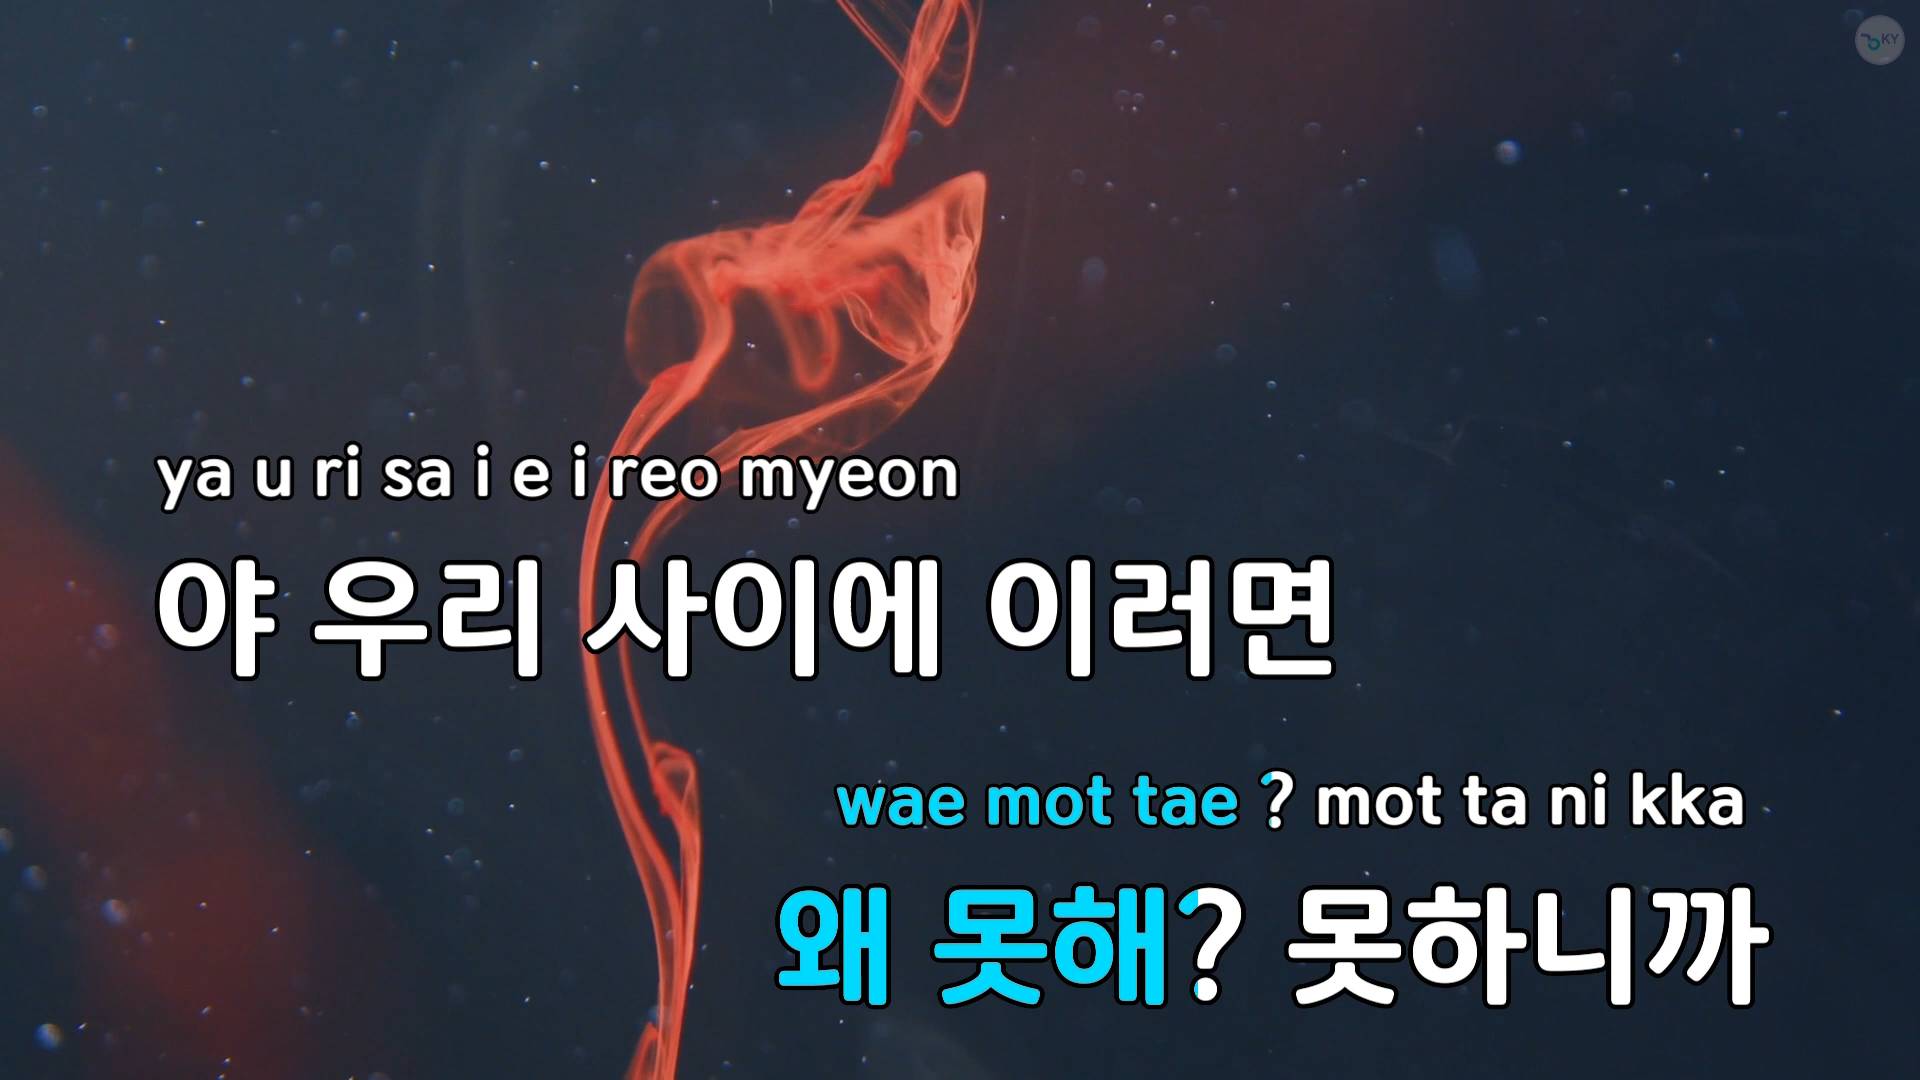 KY
ya u ri sa i e i reo myeon
야 우리 사이에 이러면
wae mot tae ? mot ta ni kka
왜 못해? 못하니까